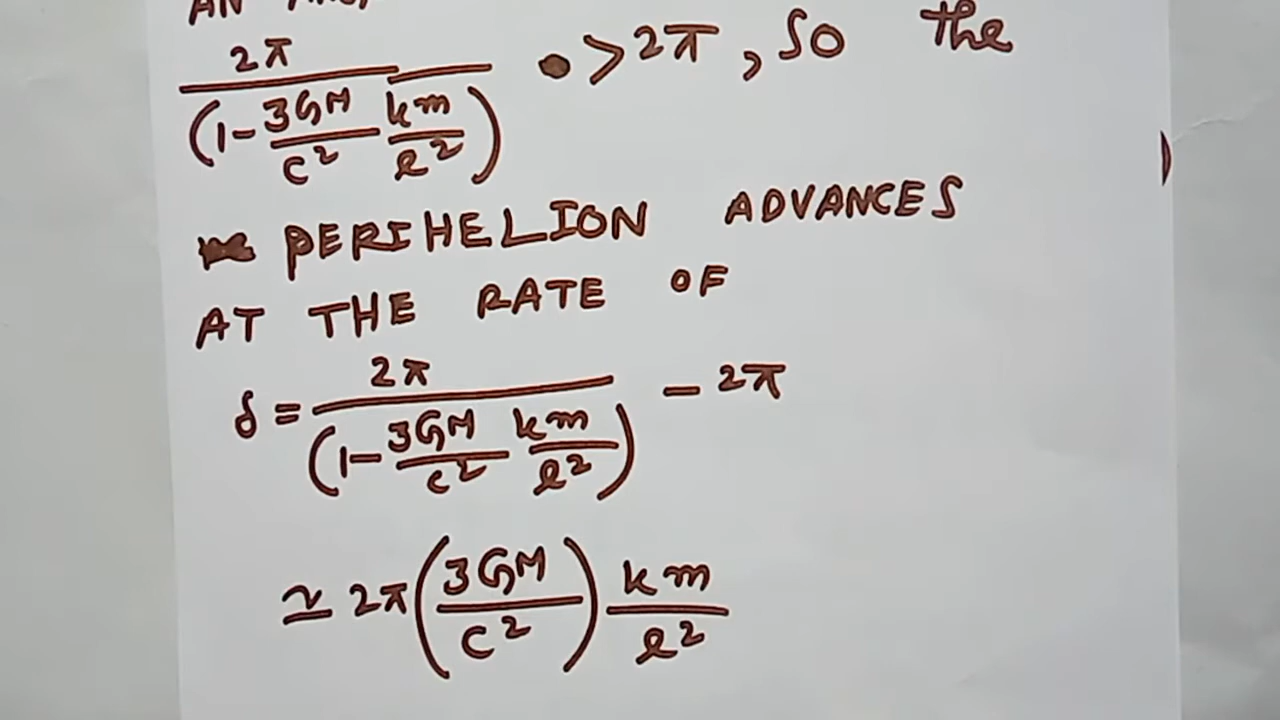 AN
2π / (1 - 3GM/c² km/l²) > 2π, So the
PERIHELION ADVANCES
AT THE RATE OF
δ = 2π / (1 - 3GM/c² km/l²) - 2π
≃ 2π (3GM/c²) km/l²